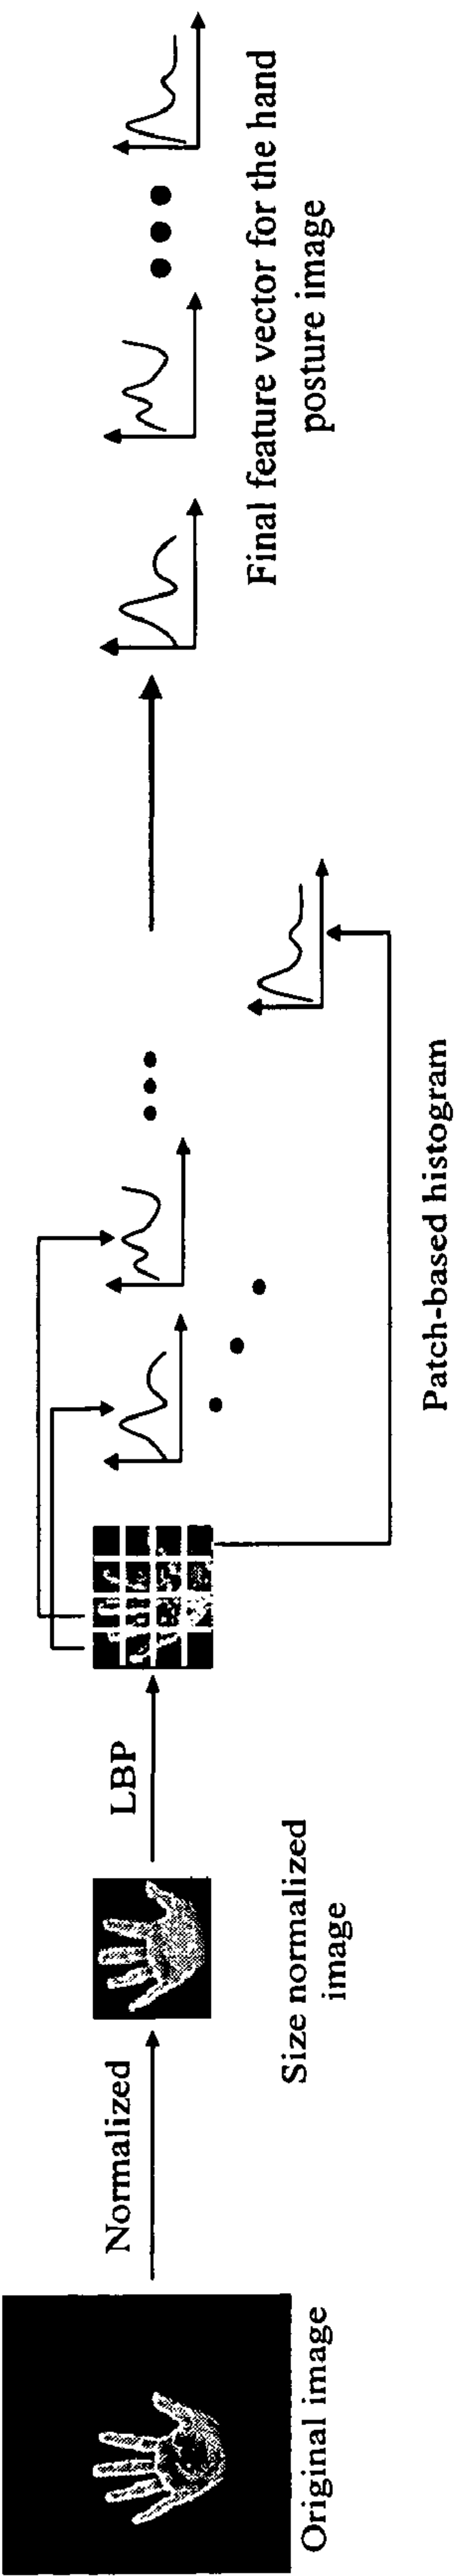 Original image
Normalized
Size normalized
image
LBP
Patch-based histogram
Final feature vector for the hand
posture image